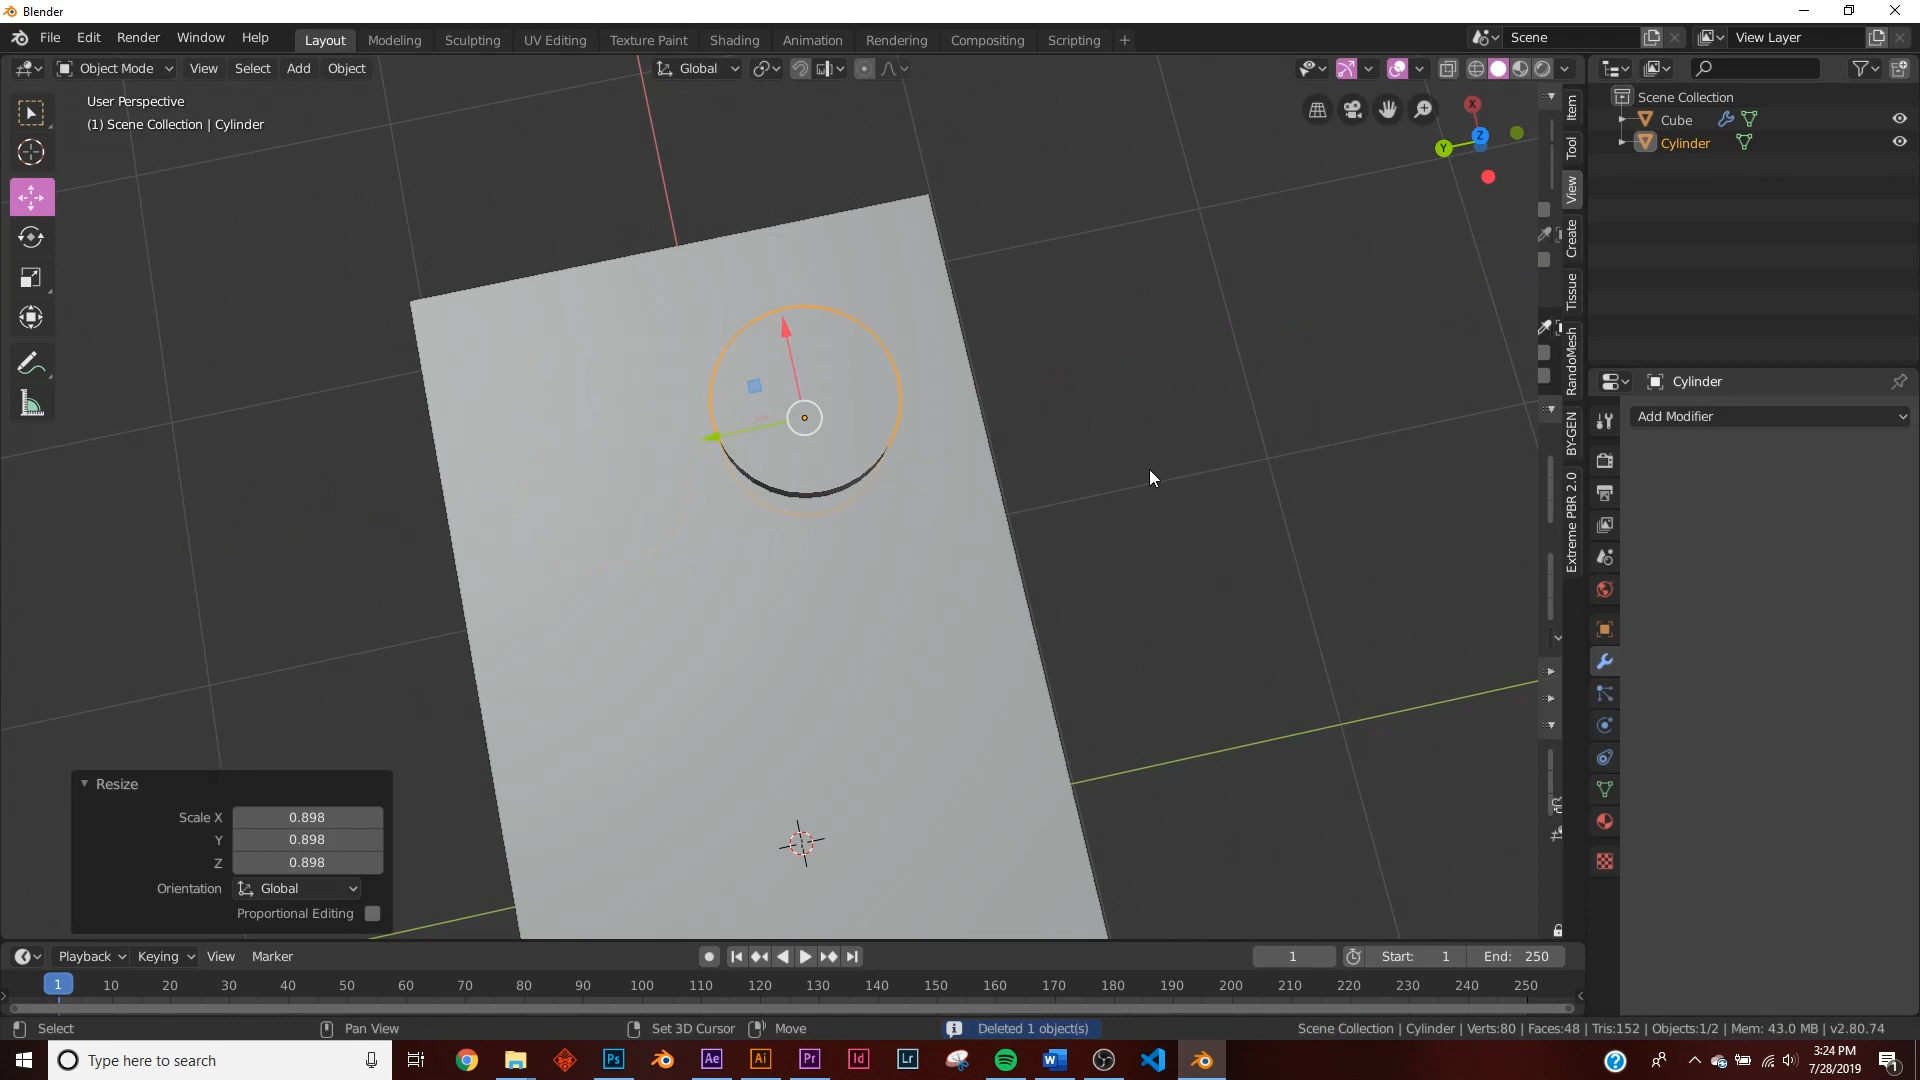 Blender
File Edit Render Window Help Layout Modeling Sculpting UV Editing Texture Paint Shading Animation Rendering Compositing Scripting Scene View Layer
Object Mode View Select Add Object Global
User Perspective
(1) Scene Collection | Cylinder
X
Y
Z
Item
Tool
View
Create
Tissue
RandoMesh
BY-GEN
Extreme PBR 2.0
Scene Collection
Cube
Cylinder
Cylinder
Add Modifier
Resize
Scale X 0.898
Y 0.898
Z 0.898
Orientation Global
Proportional Editing
Playback Keying View Marker 1 Start: 1 End: 250
1 10 20 30 40 50 60 70 80 90 100 110 120 130 140 150 160 170 180 190 200 210 220 230 240 250
Select Pan View Set 3D Cursor Move Deleted 1 object(s) Scene Collection | Cylinder | Verts:80 | Faces:48 | Tris:152 | Objects:1/2 | Mem: 43.0 MB | v2.80.74
Type here to search Ps Ae Ai Pr Id Lr W 3:24 PM
7/28/2019
1